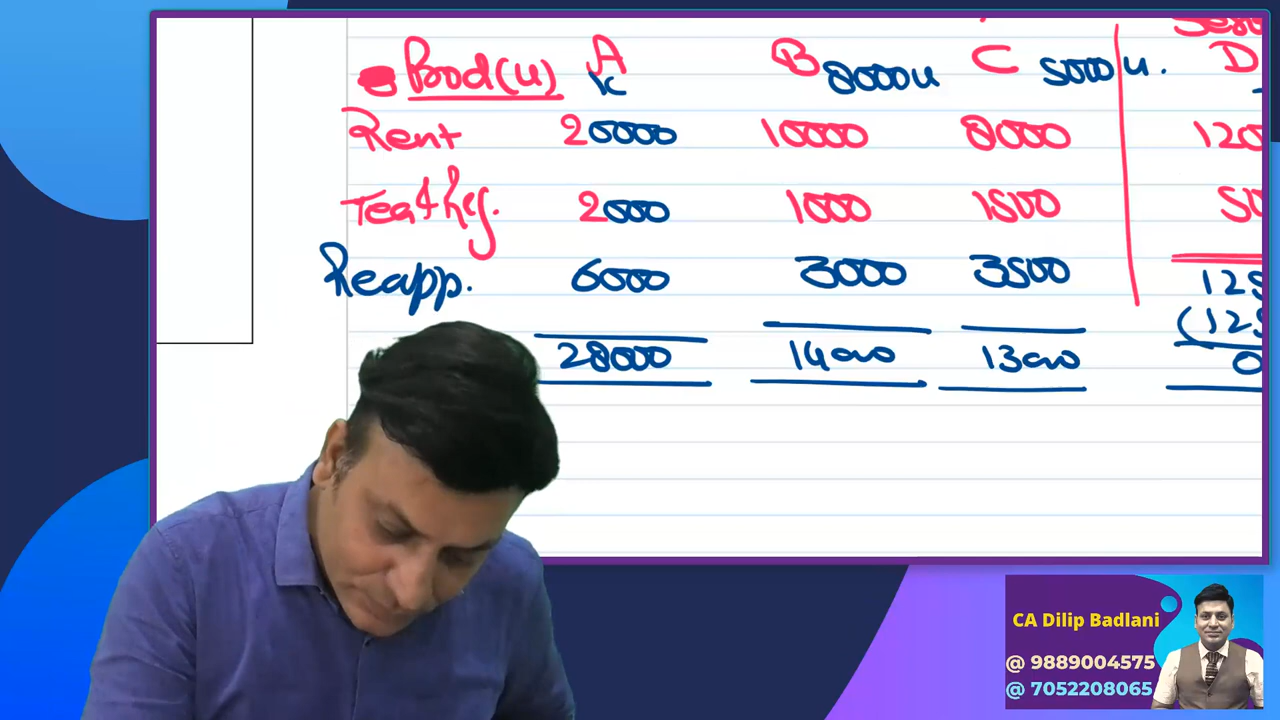 A B C D
Prod(u) 8000u 5000u.
Rent 20000 10000 8000 120
Tea & Ref. 2000 1000 1500 50
Reapp. 6000 3000 3500 125
(125
28000 14000 13000 0
CA Dilip Badlani
@ 9889004575
@ 7052208065